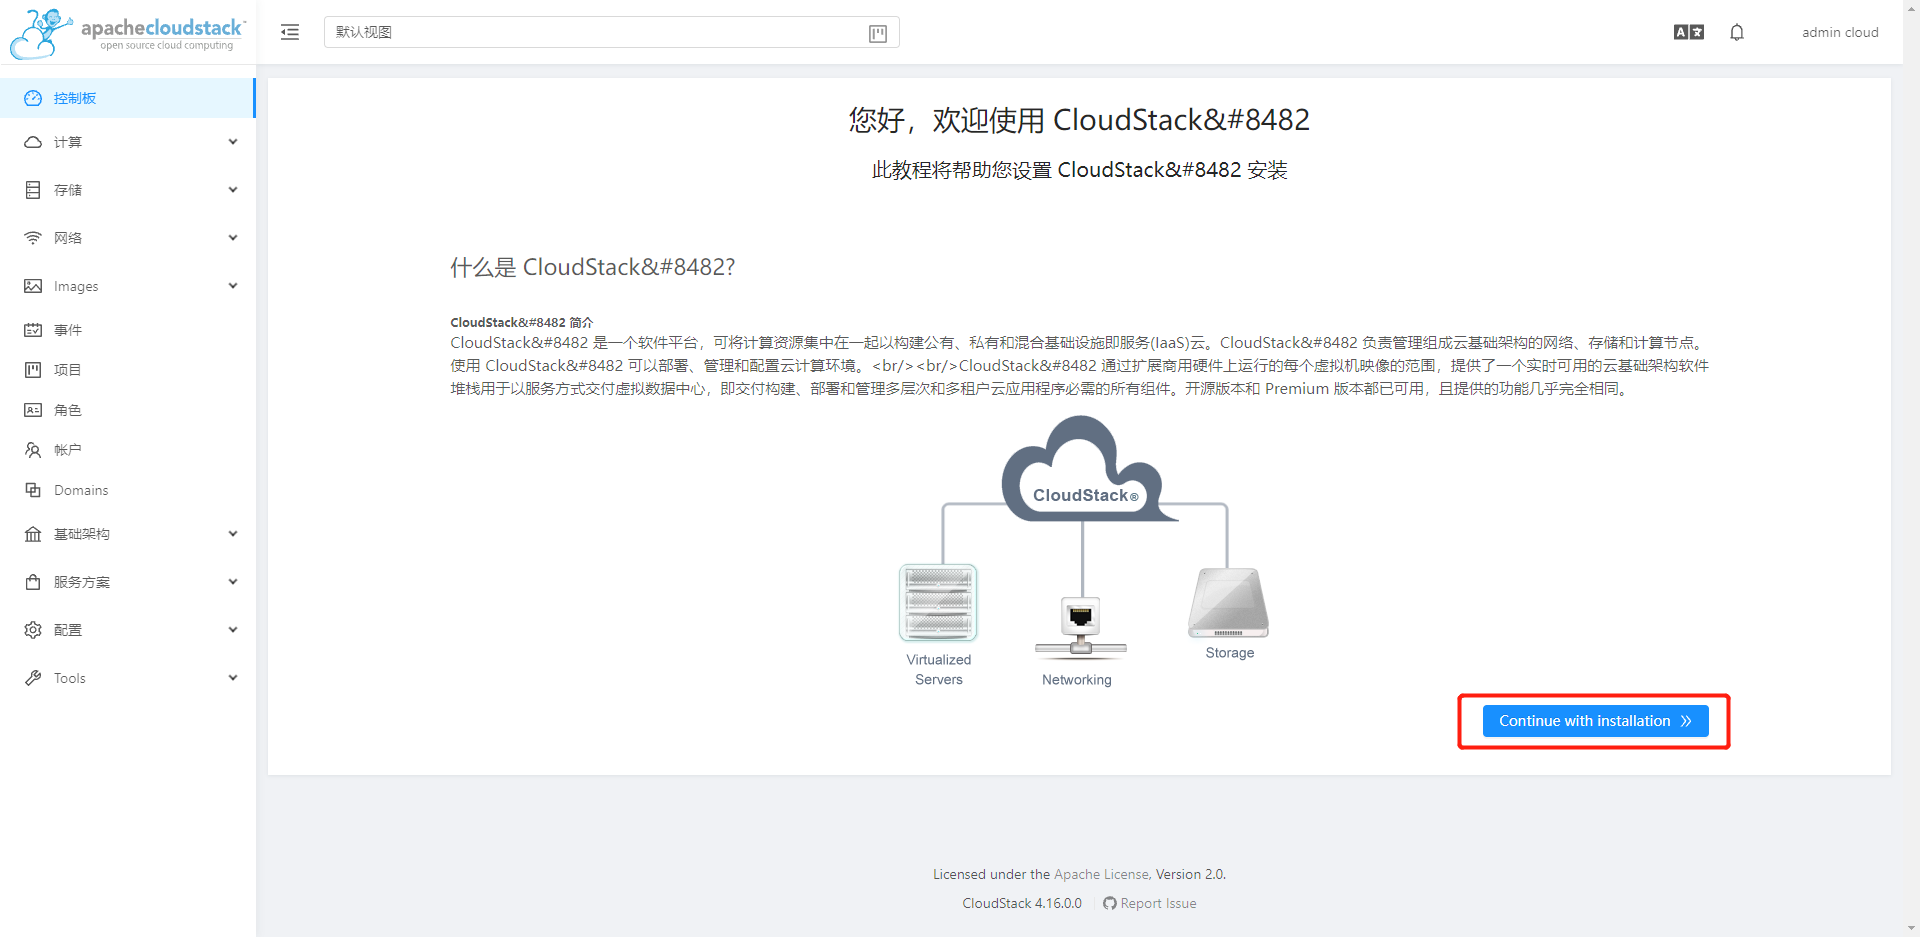 apachecloudstack™
open source cloud computing
默认视图
admin cloud
控制板
计算
存储
网络
Images
事件
项目
角色
帐户
Domains
基础架构
服务方案
配置
Tools
您好，欢迎使用 CloudStack&#8482
此教程将帮助您设置 CloudStack&#8482 安装
什么是 CloudStack&#8482?
CloudStack&#8482 简介
CloudStack&#8482 是一个软件平台，可将计算资源集中在一起以构建公有、私有和混合基础设施即服务(IaaS)云。CloudStack&#8482 负责管理组成云基础架构的网络、存储和计算节点。
使用 CloudStack&#8482 可以部署、管理和配置云计算环境。<br/><br/>CloudStack&#8482 通过扩展商用硬件上运行的每个虚拟机映像的范围，提供了一个实时可用的云基础架构软件
堆栈用于以服务方式交付虚拟数据中心，即交付构建、部署和管理多层次和多租户云应用程序必需的所有组件。开源版本和 Premium 版本都已可用，且提供的功能几乎完全相同。
CloudStack®
Virtualized
Servers
Networking
Storage
Continue with installation »
Licensed under the Apache License, Version 2.0.
CloudStack 4.16.0.0
Report Issue